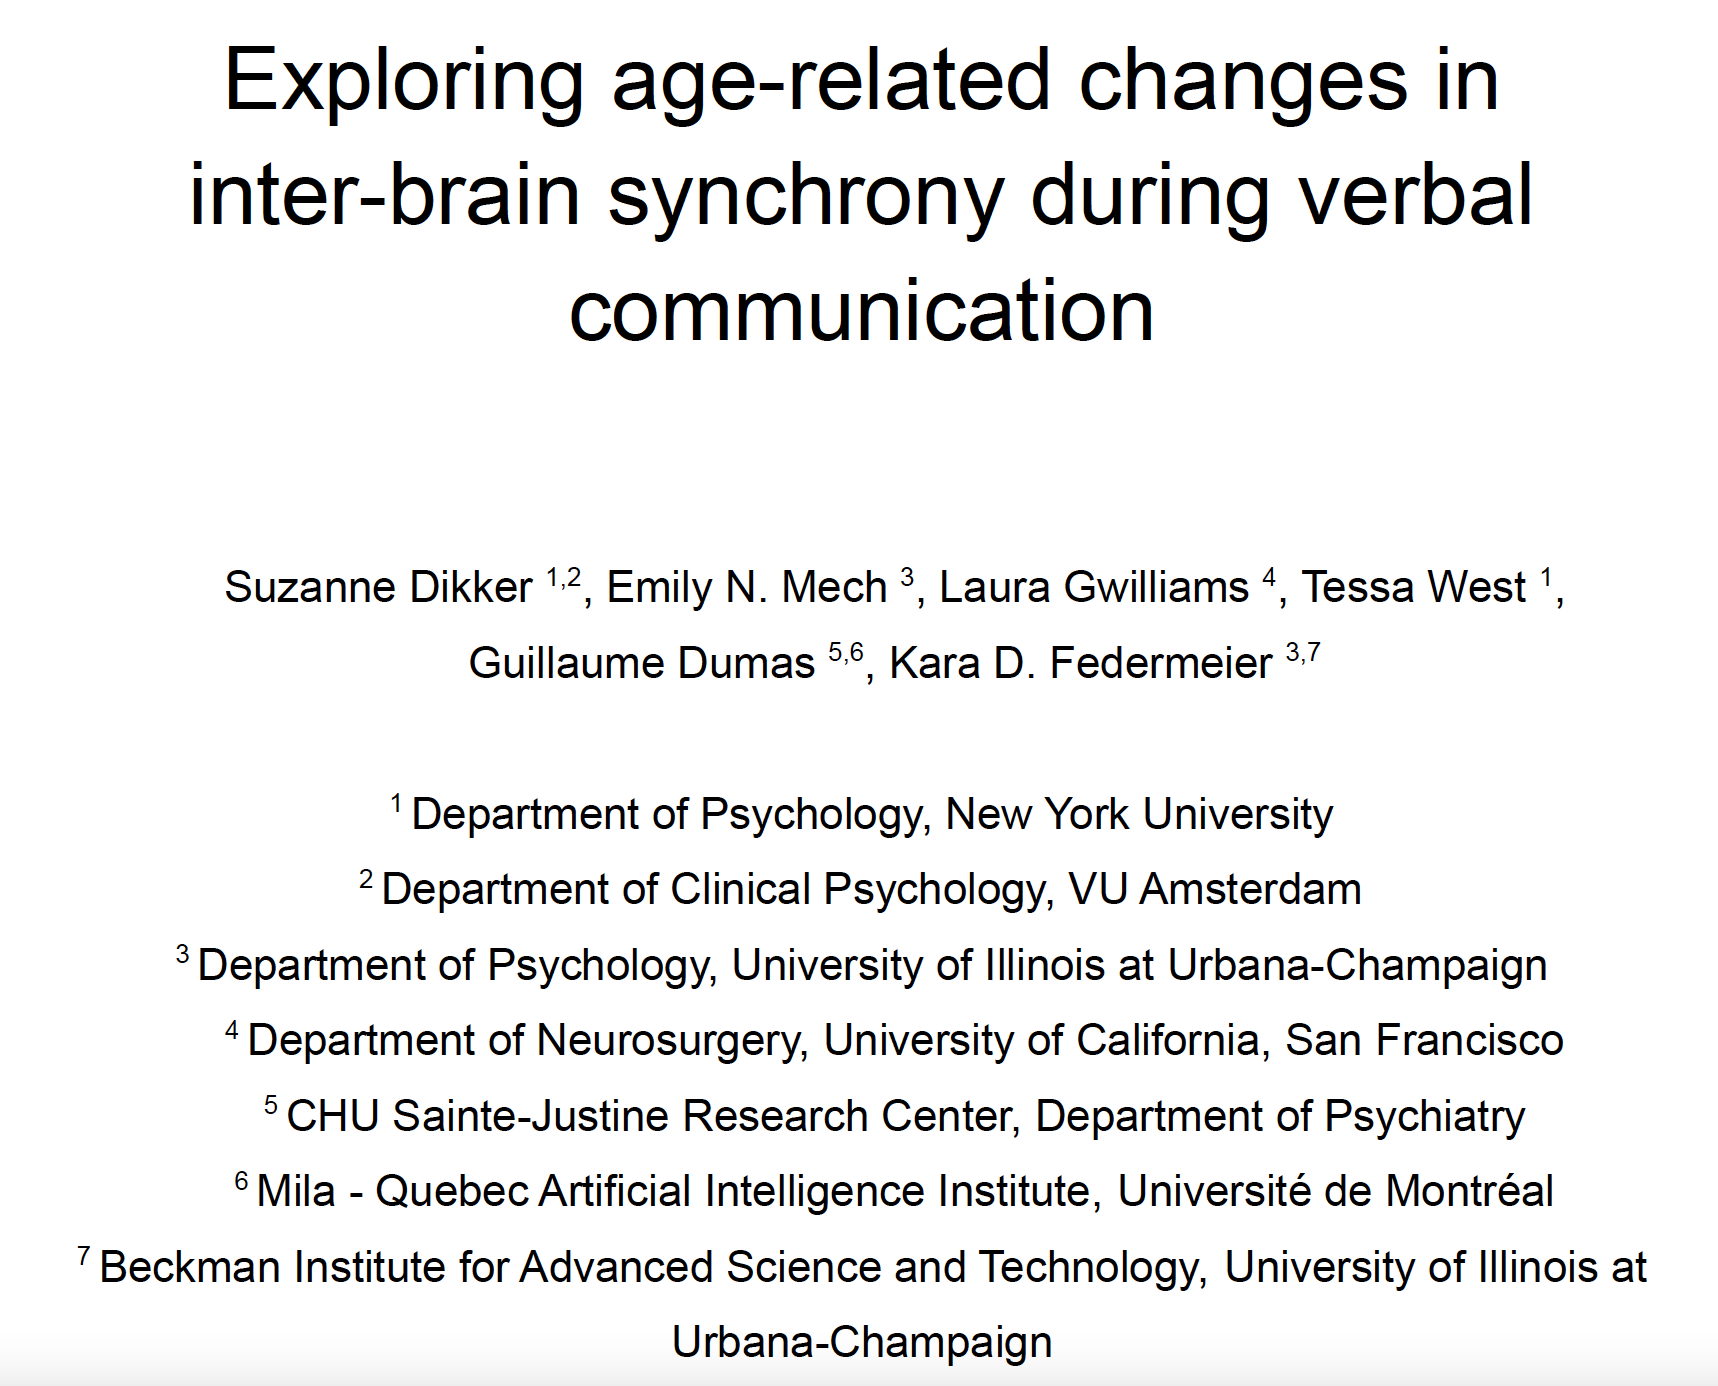 Exploring age-related changes in
inter-brain synchrony during verbal
communication
Suzanne Dikker 1,2, Emily N. Mech 3, Laura Gwilliams 4, Tessa West 1,
Guillaume Dumas 5,6, Kara D. Federmeier 3,7
1 Department of Psychology, New York University
2 Department of Clinical Psychology, VU Amsterdam
3 Department of Psychology, University of Illinois at Urbana-Champaign
4 Department of Neurosurgery, University of California, San Francisco
5 CHU Sainte-Justine Research Center, Department of Psychiatry
6 Mila - Quebec Artificial Intelligence Institute, Université de Montréal
7 Beckman Institute for Advanced Science and Technology, University of Illinois at
Urbana-Champaign